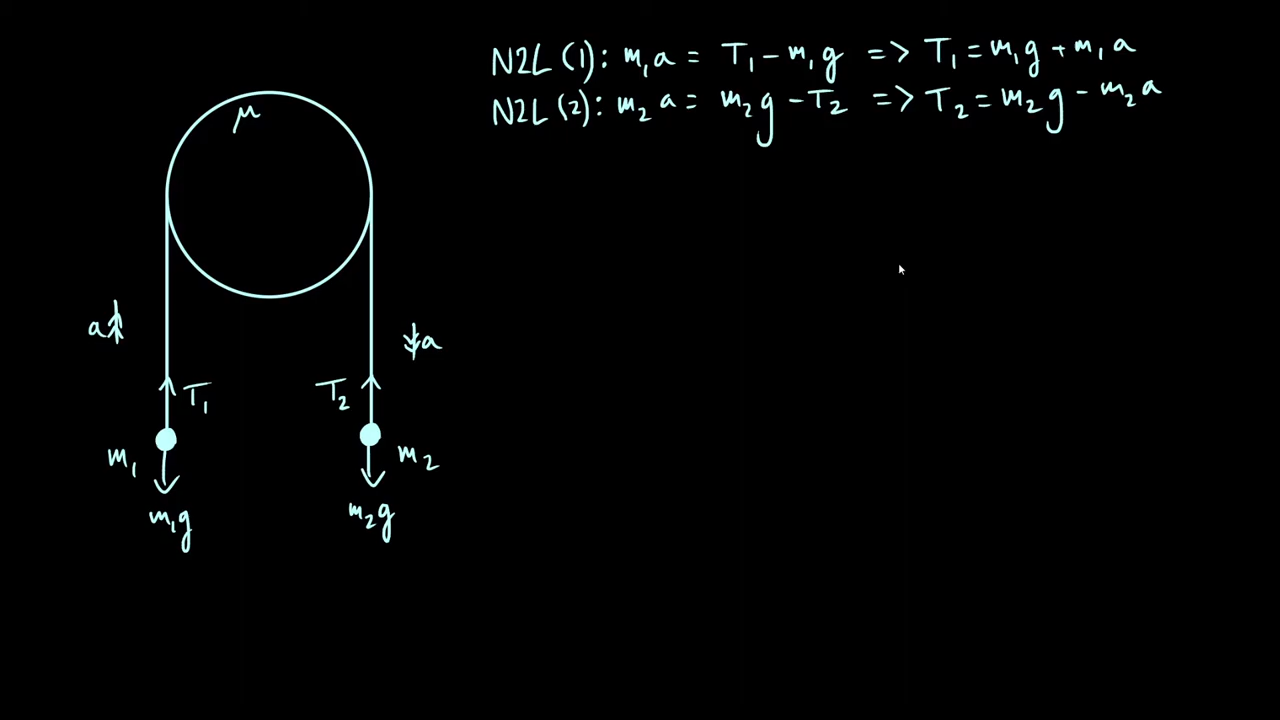 N2L (1): m₁a = T₁ - m₁g => T₁ = m₁g + m₁a
N2L (2): m₂a = m₂g - T₂ => T₂ = m₂g - m₂a
μ
a
a
T₁
T₂
m₁
m₂
m₁g
m₂g